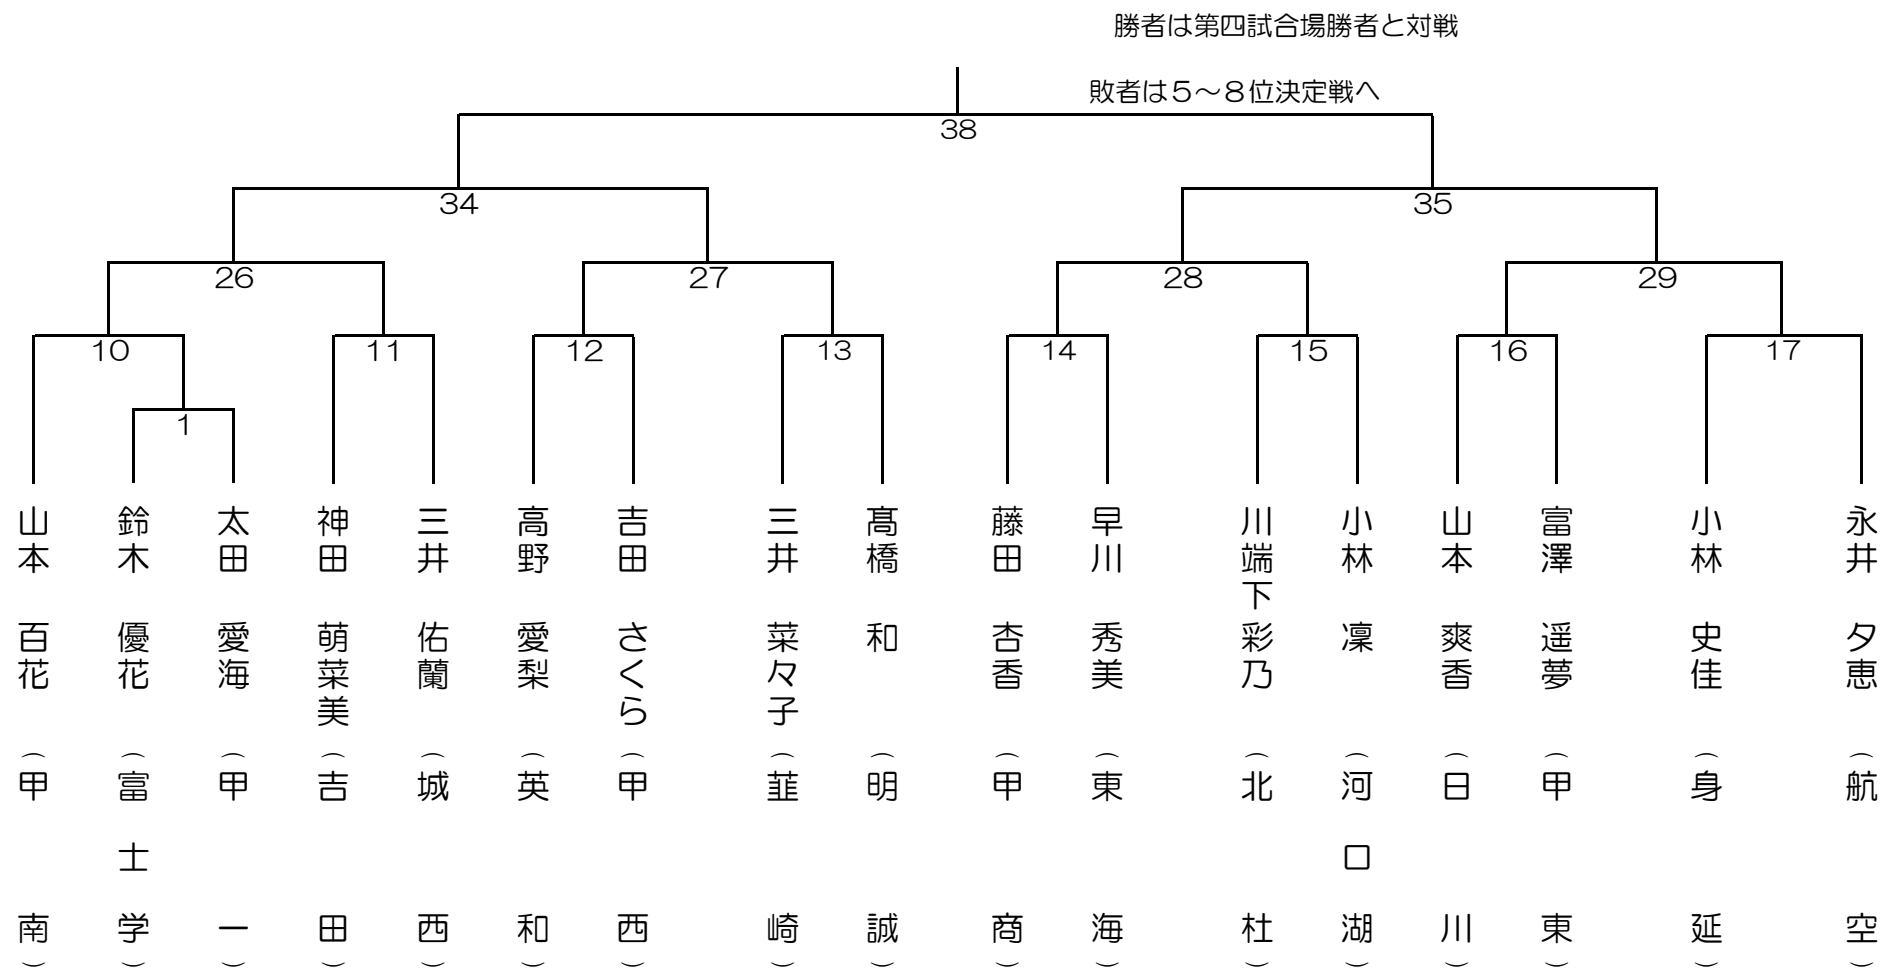 勝者は第四試合場勝者と対戦
敗者は５～８位決定戦へ
38
34
35
26
27
28
29
10
11
12
13
14
15
16
17
1
山本 百花（甲 南）
鈴木 優花（富士学）
太田 愛海（甲 一）
神田 萌菜美（吉 田）
三井 佑蘭（城 西）
高野 愛梨（英 和）
吉田 さくら（甲 西）
三井 菜々子（韮 崎）
髙橋 和（明 誠）
藤田 杏香（甲 商）
早川 秀美（東 海）
川端下 彩乃（北 杜）
小林 凜（河口湖）
山本 爽香（日 川）
富澤 遥夢（甲 東）
小林 史佳（身 延）
永井 夕恵（航 空）